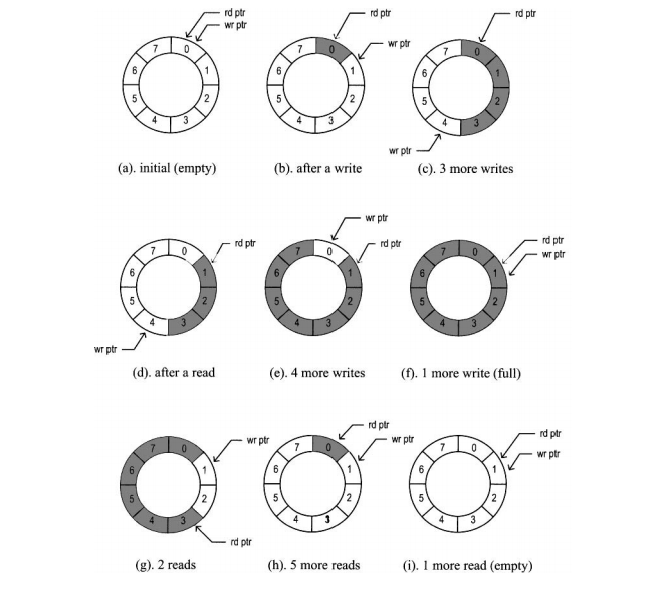 rd ptr
wr ptr
7 0
6 1
5 2
4 3
(a). initial (empty)
rd ptr
wr ptr
7 0
6 1
5 2
4 3
(b). after a write
rd ptr
7 0
6 1
5 2
4 3
wr ptr
(c). 3 more writes
rd ptr
7 0
6 1
5 2
4 3
wr ptr
(d). after a read
wr ptr
rd ptr
7 0
6 1
5 2
4 3
(e). 4 more writes
rd ptr
wr ptr
7 0
6 1
5 2
4 3
(f). 1 more write (full)
wr ptr
7 0
6 1
5 2
4 3
rd ptr
(g). 2 reads
rd ptr
wr ptr
7 0
6 1
5 2
4 3
(h). 5 more reads
rd ptr
wr ptr
7 0
6 1
5 2
4 3
(i). 1 more read (empty)